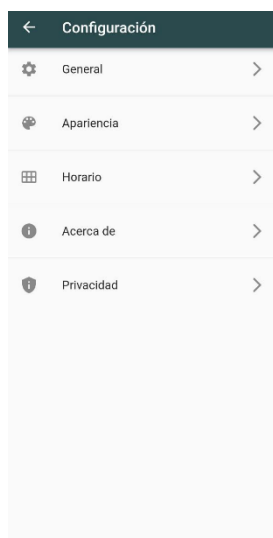 Configuración
General
Apariencia
Horario
Acerca de
Privacidad